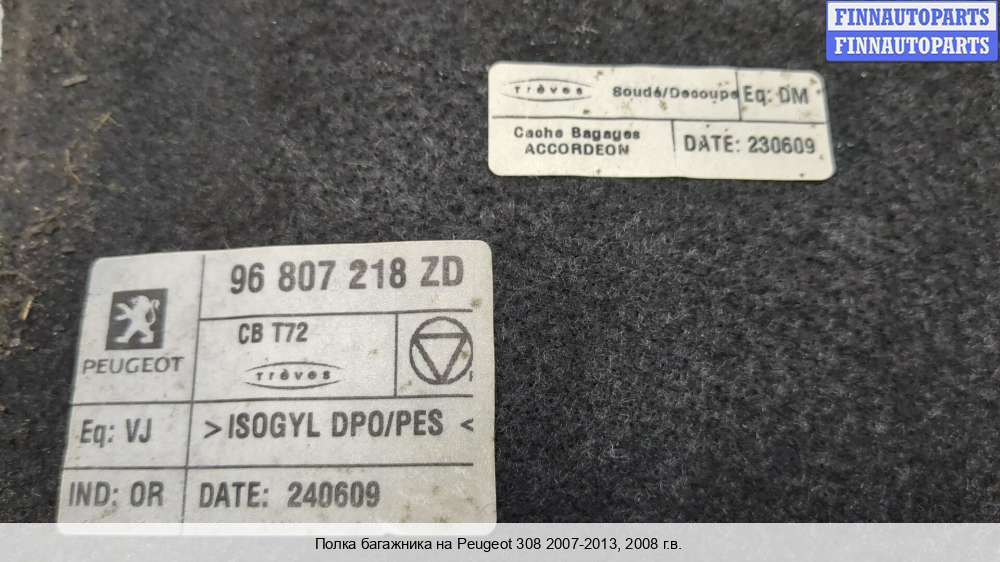 FINNAUTOPARTS
FINNAUTOPARTS
Trèves Soudé/Decoupe Eq: DM
Cache Bagages
ACCORDEON
DATE: 230609
96 807 218 ZD
PEUGEOT
CB T72
Trèves
Eq: VJ >ISOGYL DPO/PES <
IND: OR DATE: 240609
Полка багажника на Peugeot 308 2007-2013, 2008 г.в.